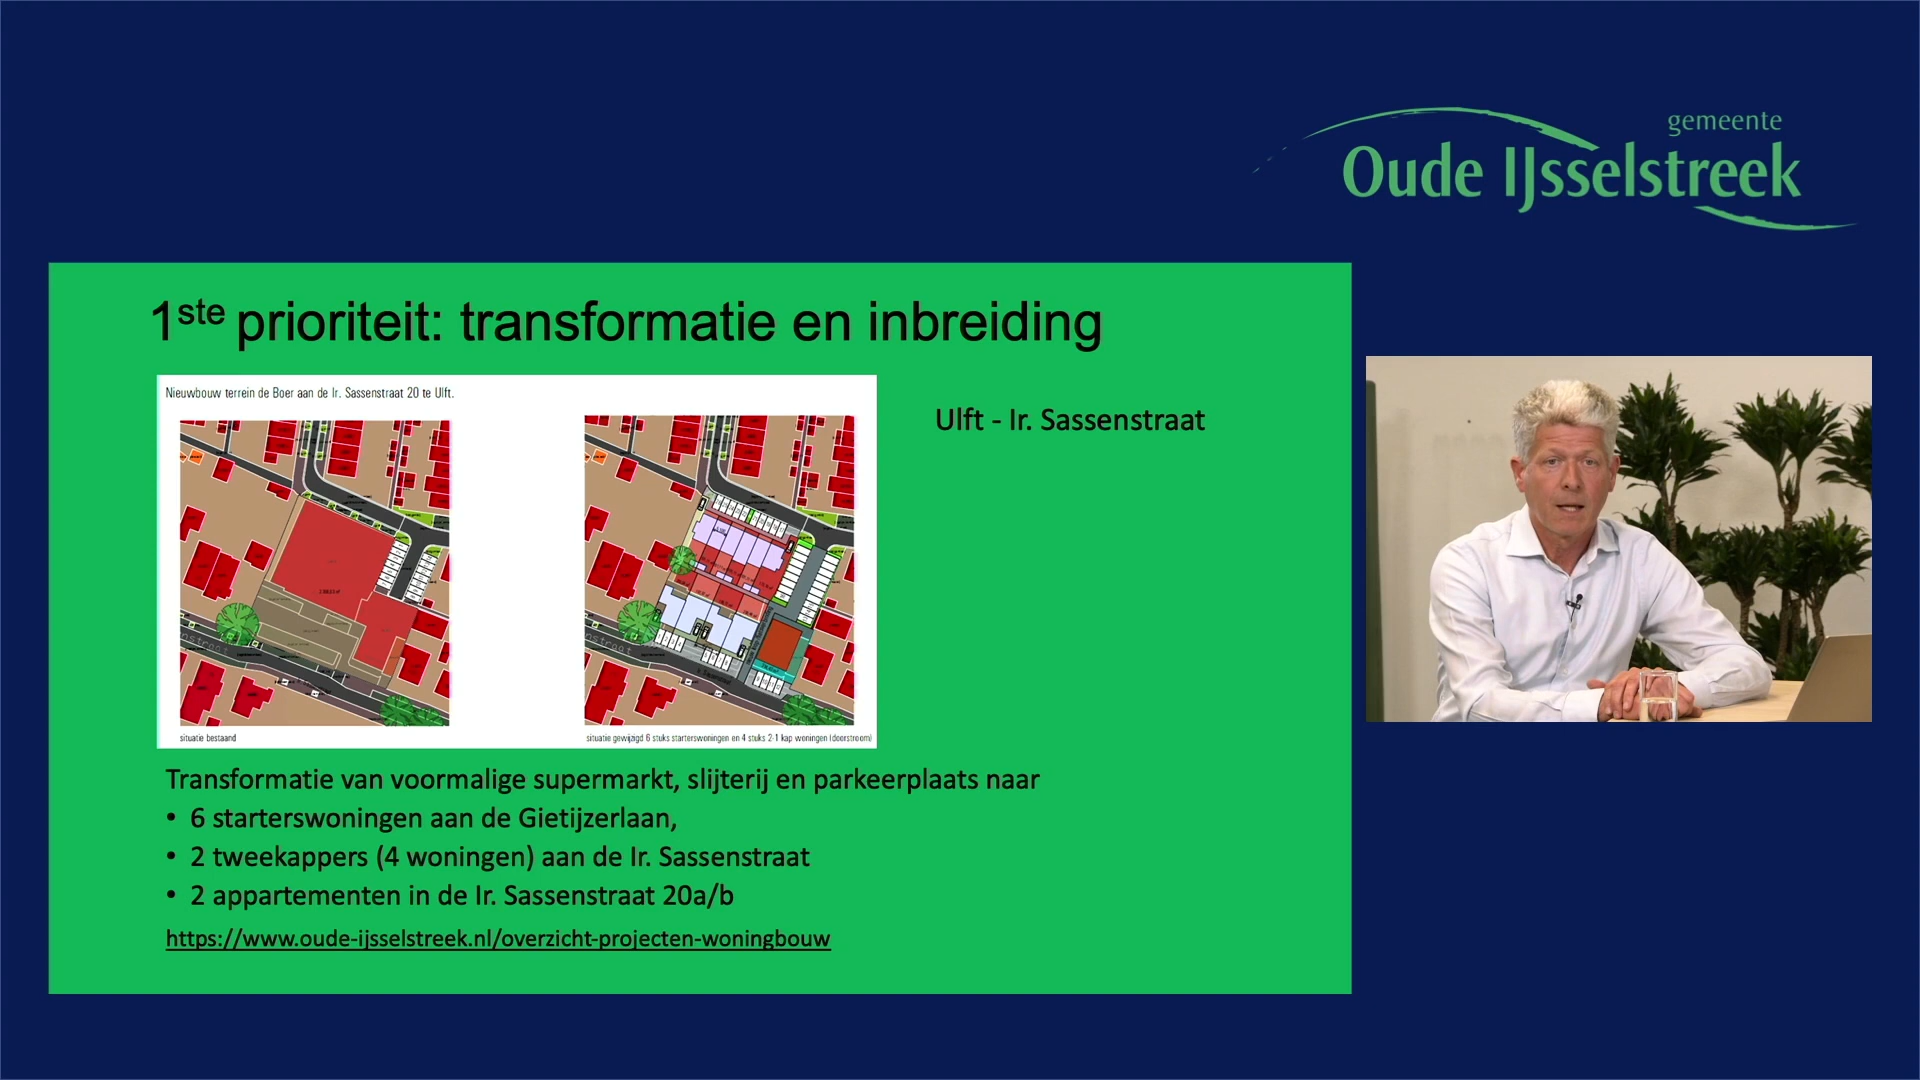 gemeente
Oude IJsselstreek
1ste prioriteit: transformatie en inbreiding
Nieuwbouw terrein de Boer aan de Ir. Sassenstraat 20 te Ulft.
Ulft - Ir. Sassenstraat
situatie bestaand
situatie gewijzigd 6 stuks starterswoningen en 4 stuks 2-1 kap woningen (doorstroom)
Transformatie van voormalige supermarkt, slijterij en parkeerplaats naar
• 6 starterswoningen aan de Gietijzerlaan,
• 2 tweekappers (4 woningen) aan de Ir. Sassenstraat
• 2 appartementen in de Ir. Sassenstraat 20a/b
https://www.oude-ijsselstreek.nl/overzicht-projecten-woningbouw